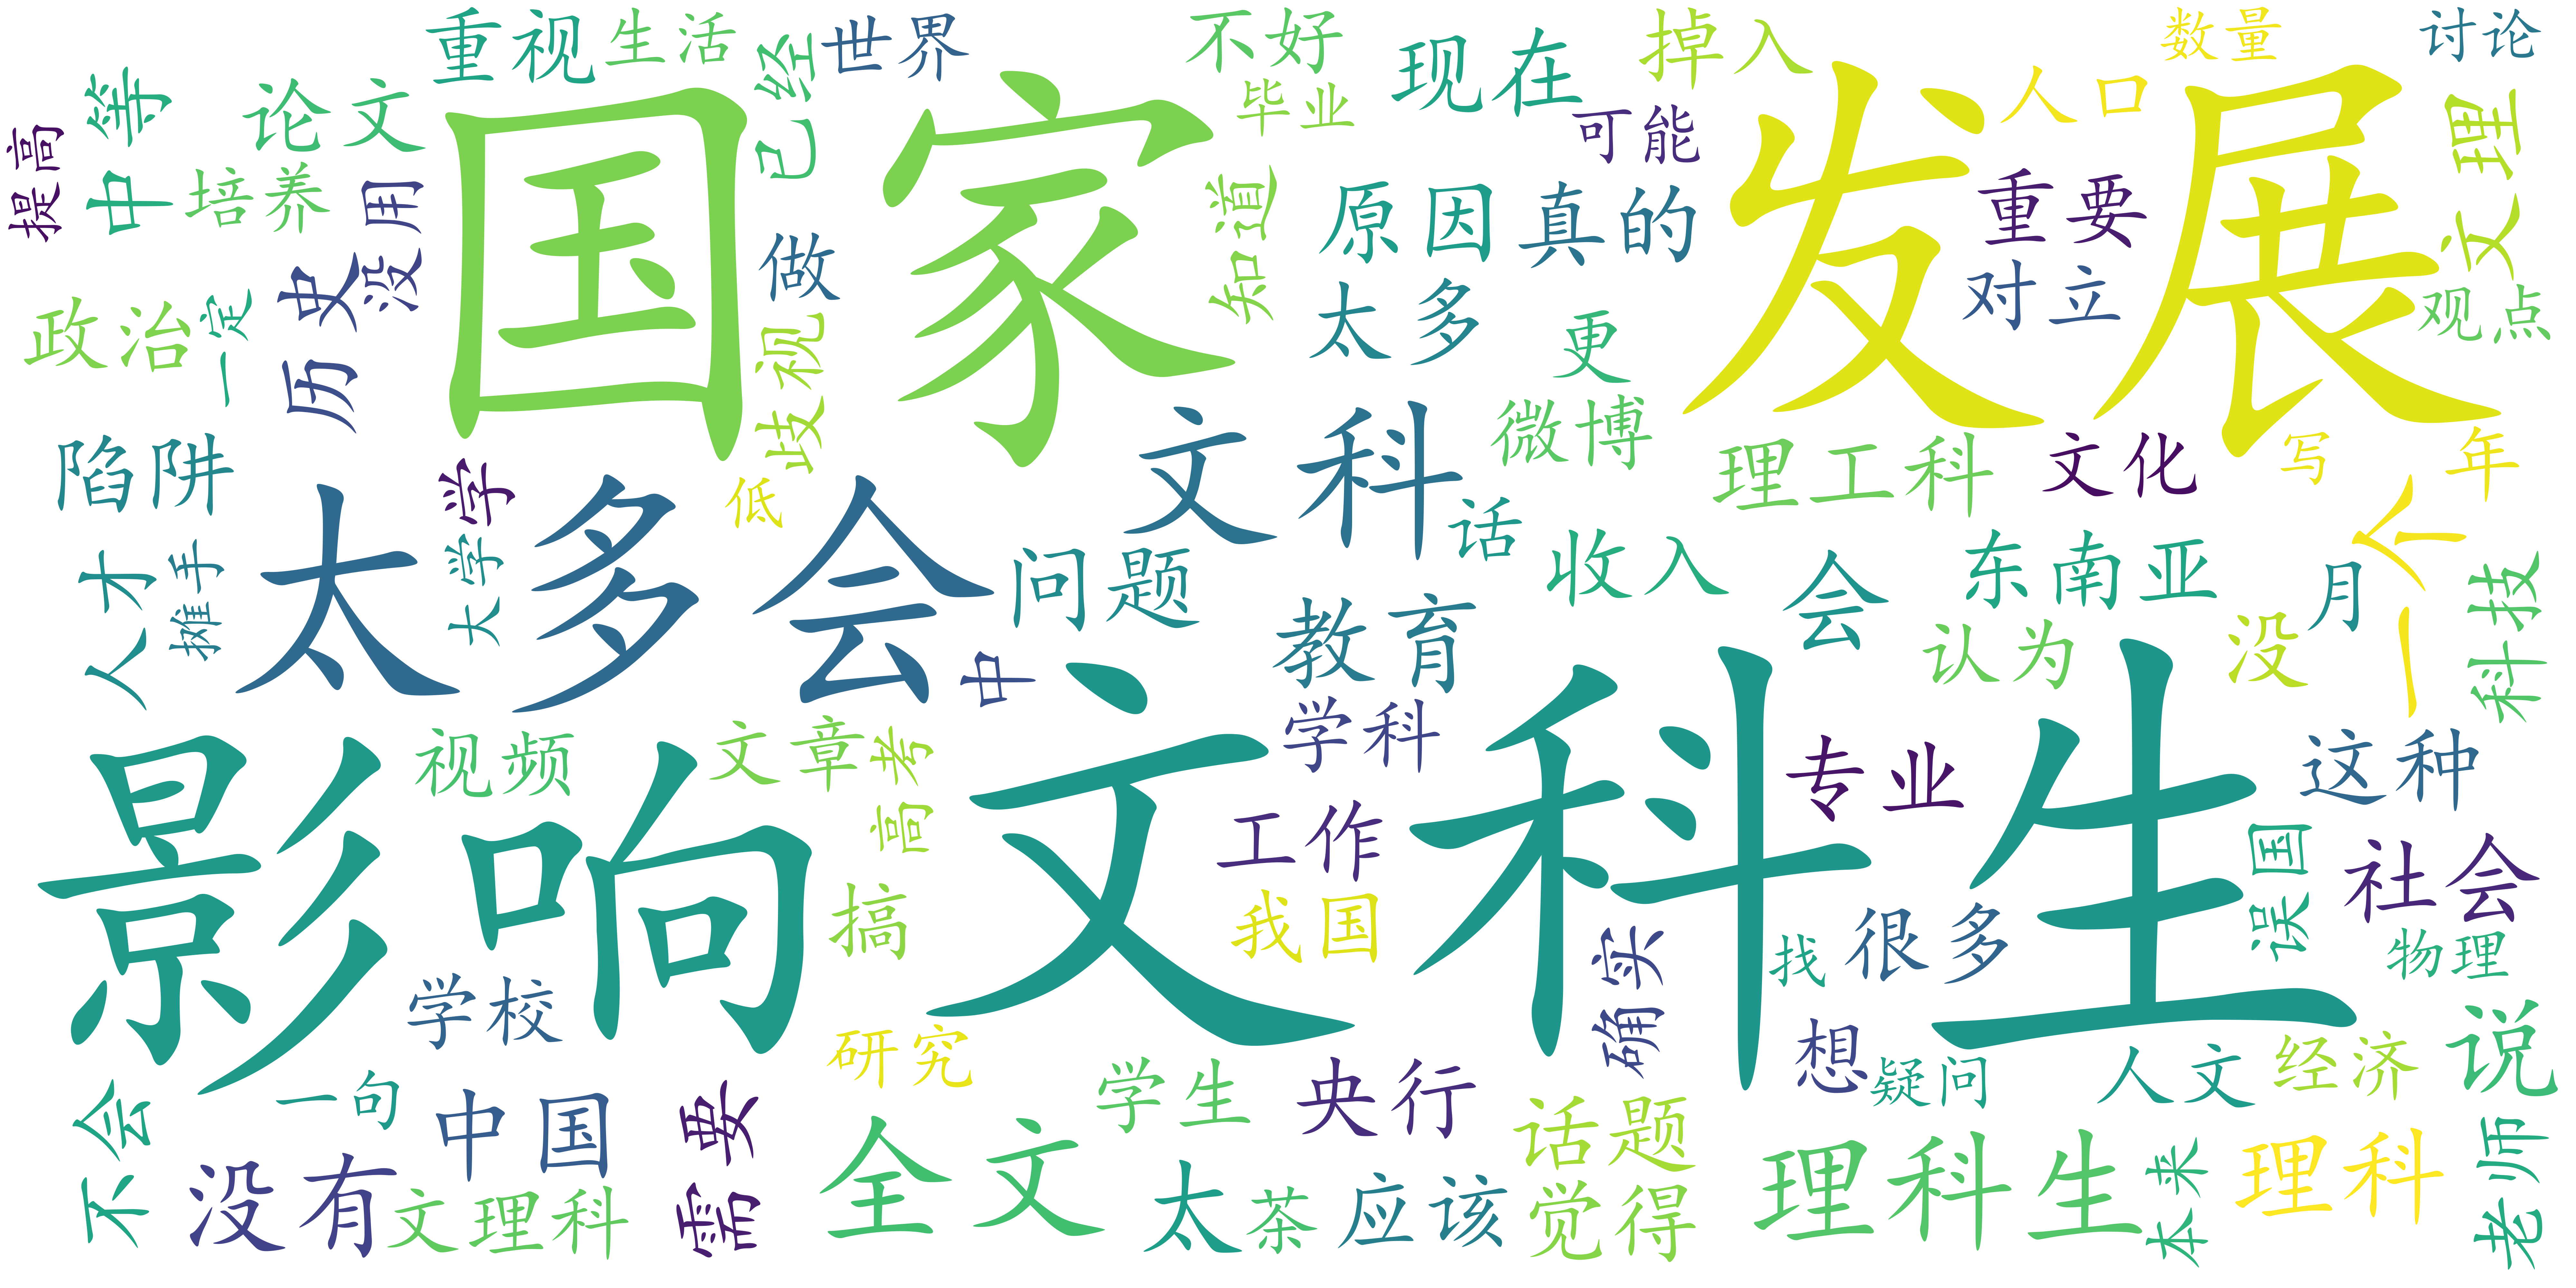 重视
生活
已经
世界
不好
现在
掉入
数量
讨论
中等
论文
毕业
可能
人口
文理
提高
培养
没用
国家
知道
原因
真的
发展
重要
对立
观点
政治
一定
历史
做
歧视
太多
更
微博
理工科
文化
写
年
陷阱
大学
低
文科
话
收入
会
东南亚
月
一个
科技
人才
摊手
学
太多会
中
问题
教育
认为
没
影响
视频
文章
高考
文科生
学科
专业
这种
搞
工作
我国
误国
社会
物理
学校
研究
确实
找
很多
想
疑问
人文
经济
说
不会
一句
中国
需要
学生
央行
话题
没有
文理科
全文
太
茶
应该
觉得
理科生
本来
理科
老师